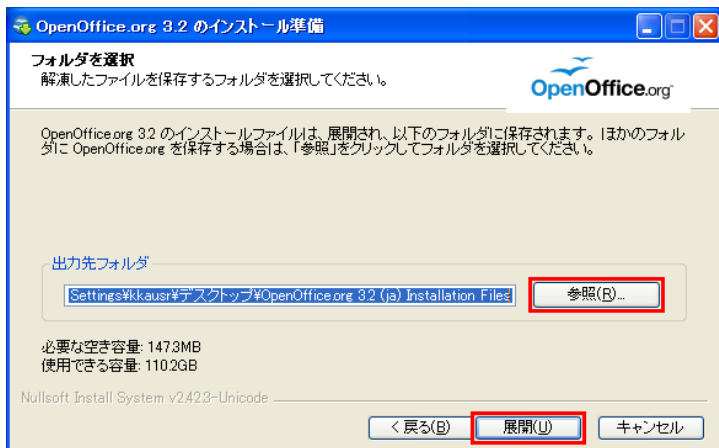 OpenOffice.org 3.2 のインストール準備
フォルダを選択
解凍したファイルを保存するフォルダを選択してください。
OpenOffice.org
OpenOffice.org 3.2 のインストールファイルは、展開され、以下のフォルダに保存されます。ほかのフォル
ダに OpenOffice.org を保存する場合は、「参照」をクリックしてフォルダを選択してください。
出力先フォルダ
Settings¥kkausr¥デスクトップ¥OpenOffice.org 3.2 (ja) Installation Files
参照(R)...
必要な空き容量: 147.3MB
使用できる容量: 110.2GB
Nullsoft Install System v2.42.3-Unicode
< 戻る(B)
展開(U)
キャンセル